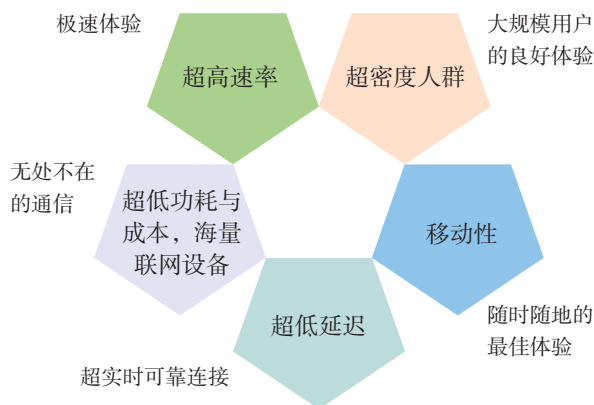 极速体验
超高速率
超密度人群
大规模用户
的良好体验
无处不在
的通信
超低功耗与
成本，海量
联网设备
移动性
随时随地的
最佳体验
超低延迟
超实时可靠连接